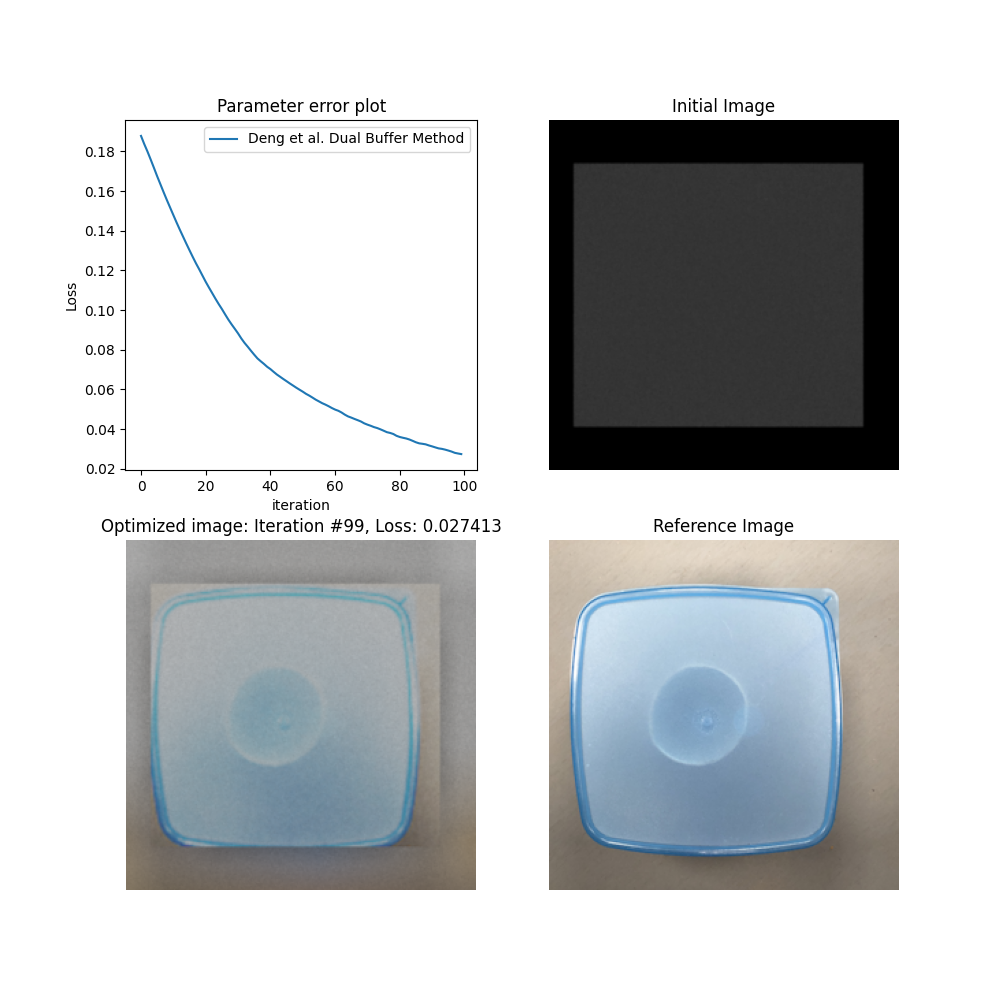 Parameter error plot
Deng et al. Dual Buffer Method
0.18
0.16
0.14
0.12
0.10
0.08
0.06
0.04
0.02
Loss
0 20 40 60 80 100
iteration
Initial Image
Optimized image: Iteration #99, Loss: 0.027413
Reference Image